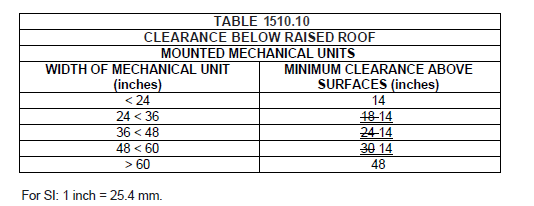 TABLE 1510.10
CLEARANCE BELOW RAISED ROOF
MOUNTED MECHANICAL UNITS
WIDTH OF MECHANICAL UNIT (inches) MINIMUM CLEARANCE ABOVE SURFACES (inches)
< 24 14
24 < 36 18 14
36 < 48 24 14
48 < 60 30 14
> 60 48
For SI: 1 inch = 25.4 mm.